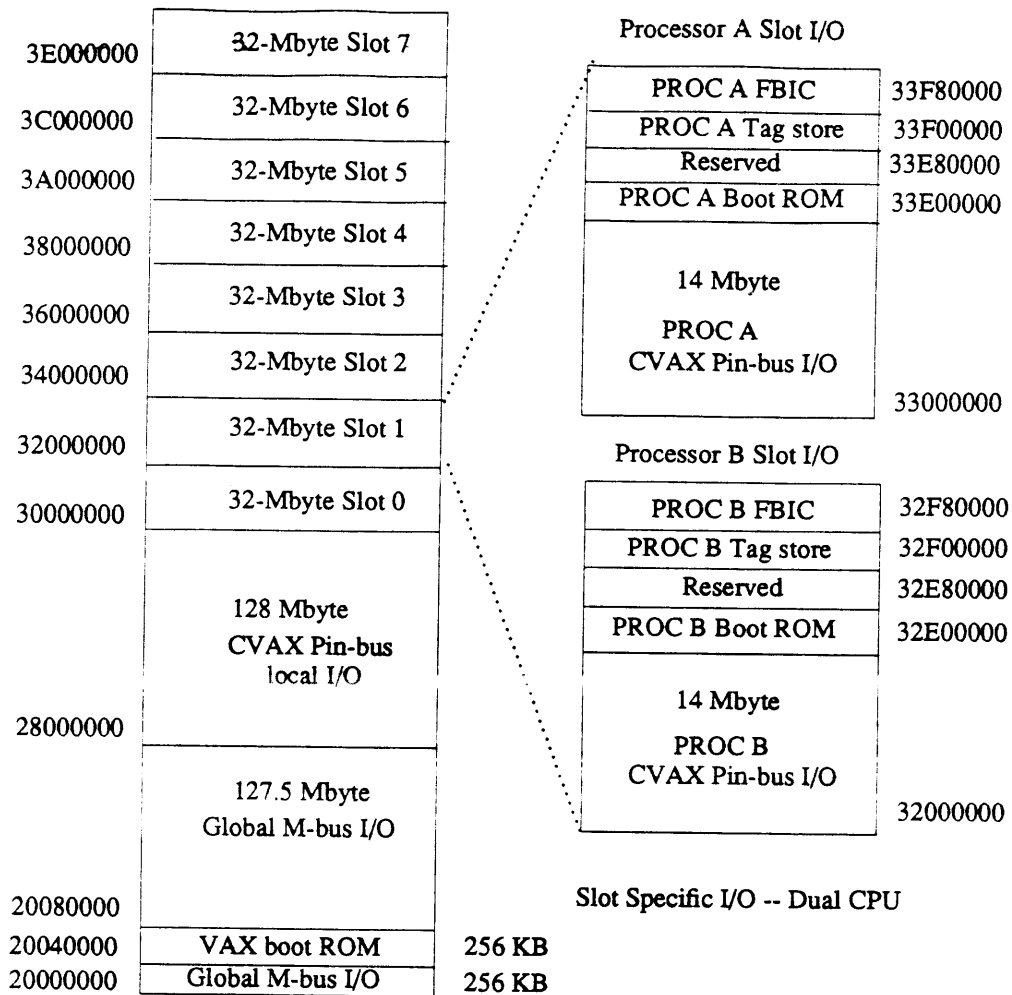 3E000000 32-Mbyte Slot 7
3C000000 32-Mbyte Slot 6
3A000000 32-Mbyte Slot 5
38000000 32-Mbyte Slot 4
36000000 32-Mbyte Slot 3
34000000 32-Mbyte Slot 2
32000000 32-Mbyte Slot 1
30000000 32-Mbyte Slot 0
128 Mbyte
CVAX Pin-bus
local I/O
28000000
127.5 Mbyte
Global M-bus I/O
20080000
20040000 VAX boot ROM 256 KB
20000000 Global M-bus I/O 256 KB
Processor A Slot I/O
PROC A FBIC 33F80000
PROC A Tag store 33F00000
Reserved 33E80000
PROC A Boot ROM 33E00000
14 Mbyte
PROC A
CVAX Pin-bus I/O
33000000
Processor B Slot I/O
PROC B FBIC 32F80000
PROC B Tag store 32F00000
Reserved 32E80000
PROC B Boot ROM 32E00000
14 Mbyte
PROC B
CVAX Pin-bus I/O
32000000
Slot Specific I/O -- Dual CPU